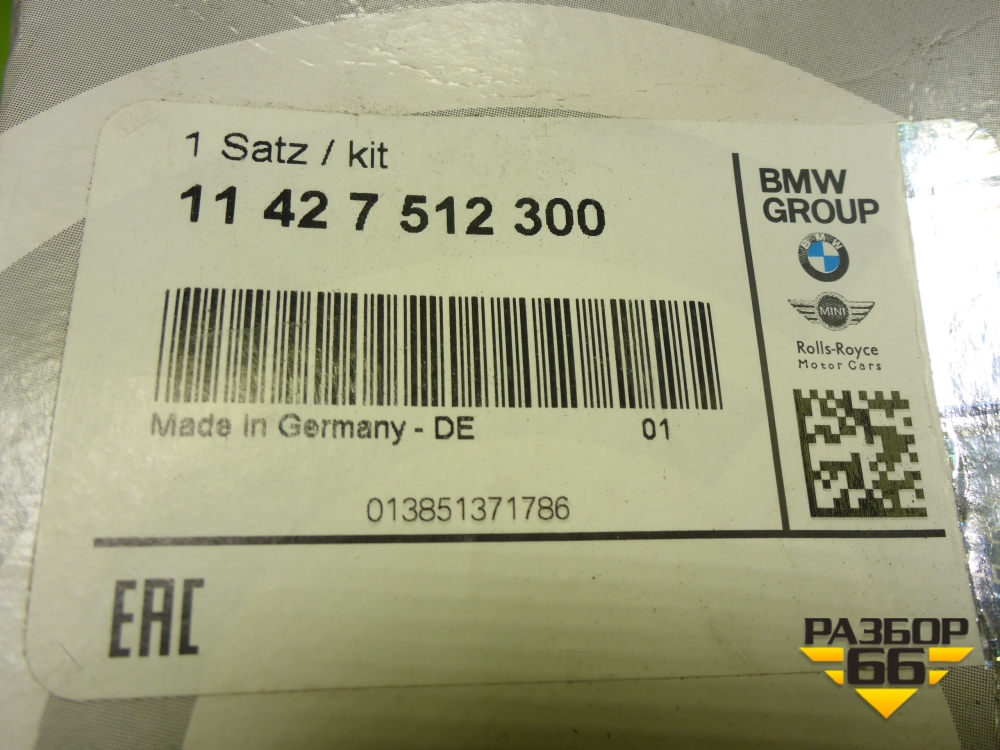 1 Satz / kit
11 42 7 512 300
Made in Germany - DE 01
013851371786
EAC
BMW
GROUP
BMW
MINI
Rolls-Royce
Motor Cars
РАЗБОР
66